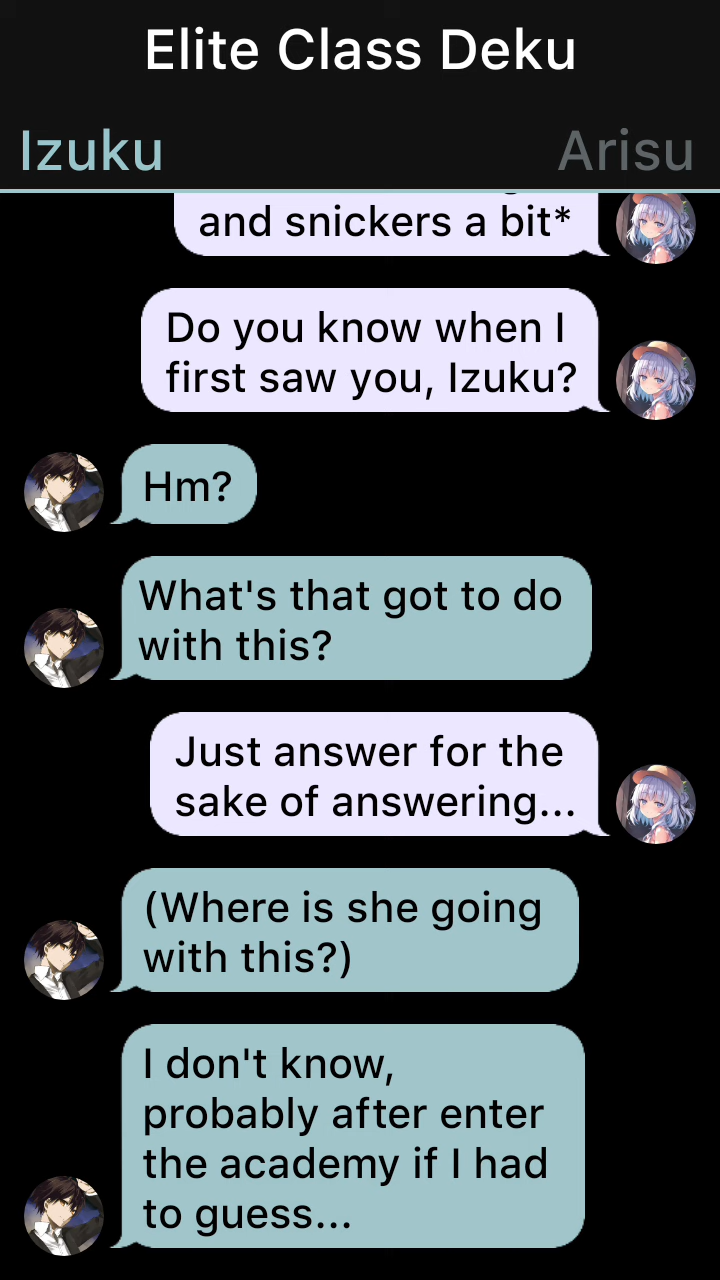 Elite Class Deku
Izuku
Arisu
and snickers a bit*
Do you know when I
first saw you, Izuku?
Hm?
What's that got to do
with this?
Just answer for the
sake of answering...
(Where is she going
with this?)
I don't know,
probably after enter
the academy if I had
to guess...